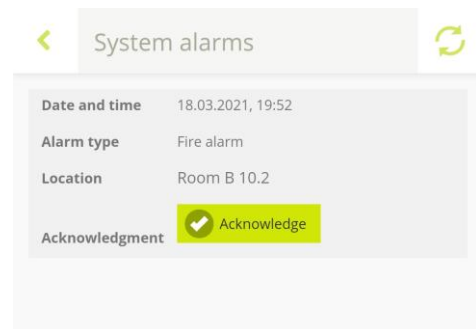 System alarms
Date and time 18.03.2021, 19:52
Alarm type Fire alarm
Location Room B 10.2
Acknowledgment Acknowledge